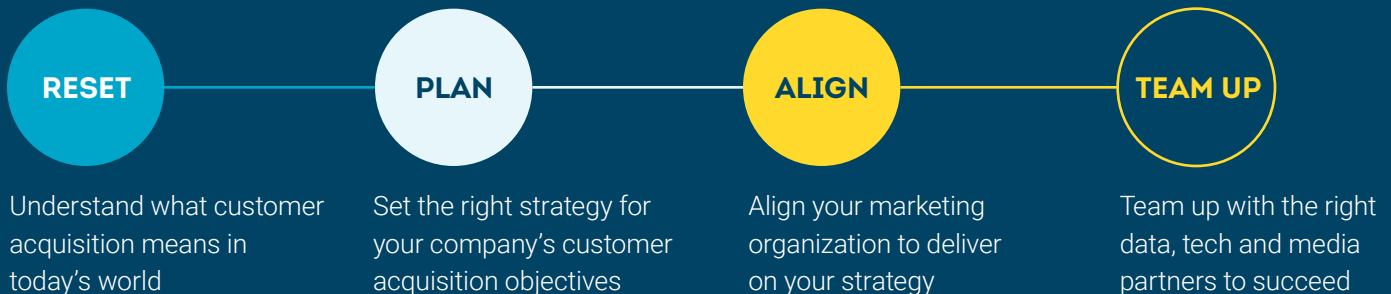 RESET
PLAN
ALIGN
TEAM UP
Understand what customer
acquisition means in
today's world
Set the right strategy for
your company's customer
acquisition objectives
Align your marketing
organization to deliver
on your strategy
Team up with the right
data, tech and media
partners to succeed